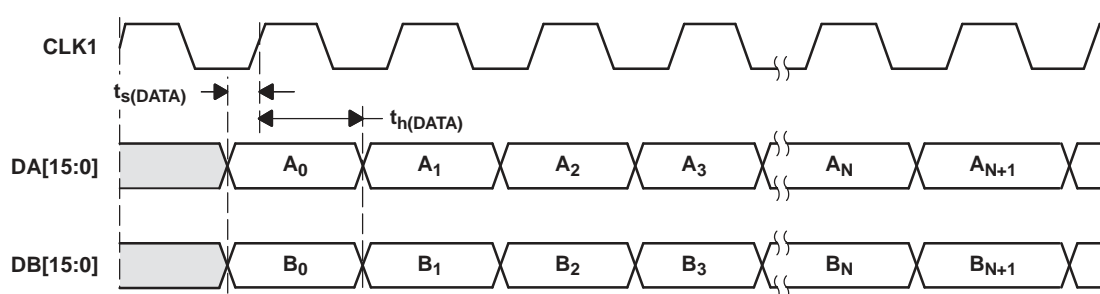 CLK1
ts(DATA)
th(DATA)
DA[15:0] A0 A1 A2 A3 AN AN+1
DB[15:0] B0 B1 B2 B3 BN BN+1